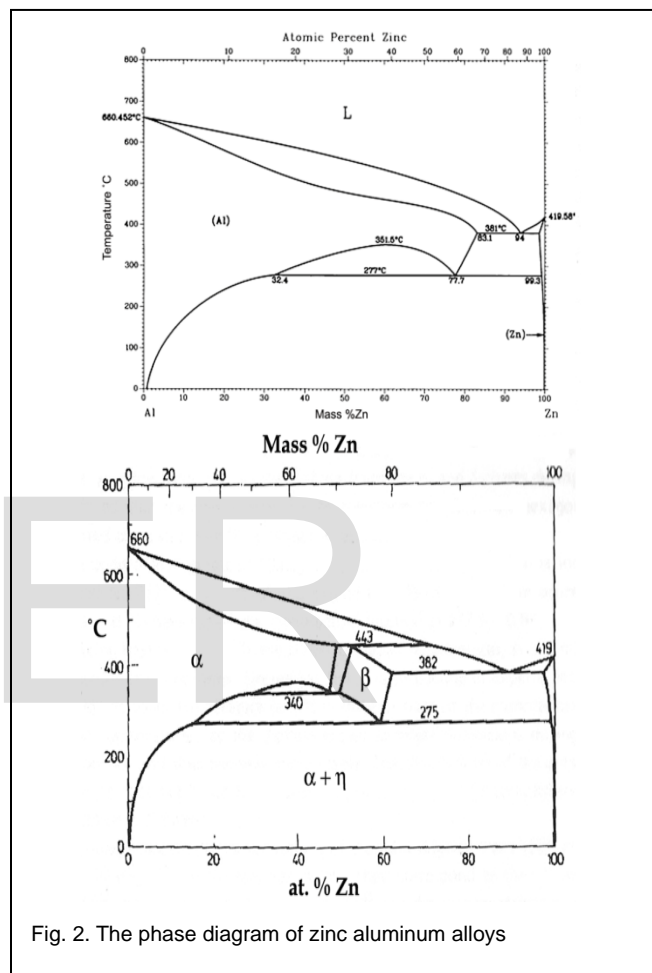 Atomic Percent Zinc
0 10 20 30 40 50 60 70 80 90 100
800
700
L
660.452°C
600
500
419.58°
400
381°C
83.1 94
(Al)
351.5°C
300
277°C
32.4 77.7 99.3
200
(Zn)
100
0
0 10 20 30 40 50 60 70 80 90 100
Al Mass %Zn Zn
Temperature °C
Mass % Zn
0 20 40 60 80 100
800
660
600
°C
443
419
400
α
β
382
340
275
200
α + η
0
0 20 40 60 80 100
at. % Zn
ER
Fig. 2. The phase diagram of zinc aluminum alloys